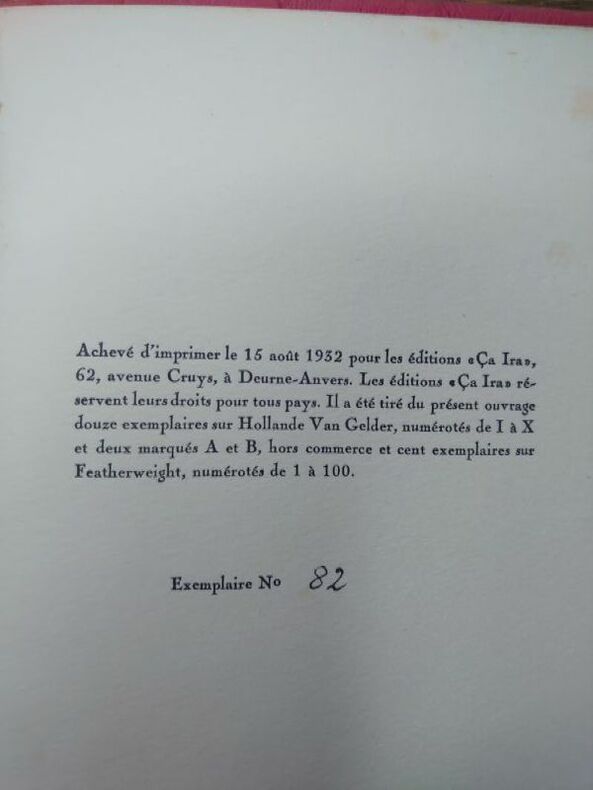 Achevé d'imprimer le 15 août 1932 pour les éditions «Ça Ira»,
62, avenue Cruys, à Deurne-Anvers. Les éditions «Ça Ira» ré-
servent leurs droits pour tous pays. Il a été tiré du présent ouvrage
douze exemplaires sur Hollande Van Gelder, numérotés de I à X
et deux marqués A et B, hors commerce et cent exemplaires sur
Featherweight, numérotés de 1 à 100.
Exemplaire No 82